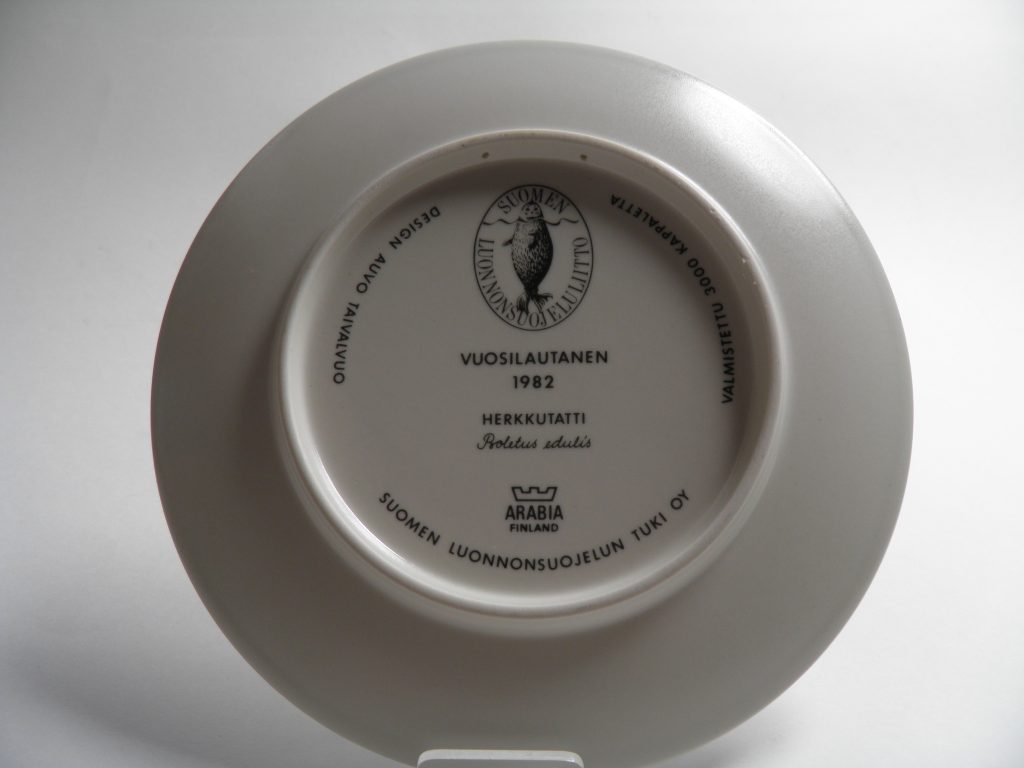 SUOMEN LUONNONSUOJELULIITTO
DESIGN AUVO TAIVALVUO
VALMISTETTU 3000 KAPPALETTA
VUOSILAUTANEN
1982
HERKKUTATTI
Boletus edulis
ARABIA
FINLAND
SUOMEN LUONNONSUOJELUN TUKI OY